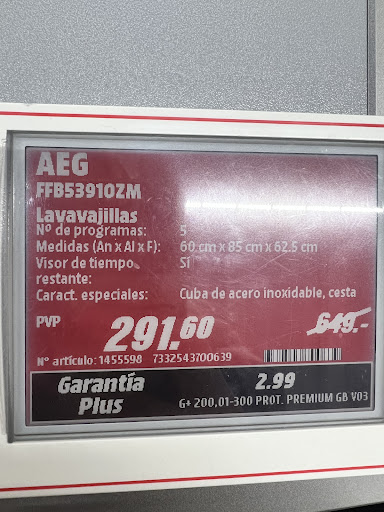 AEG
FFB53910ZM
Lavavajillas
Nº de programas: 5
Medidas (An x Al x F): 60 cm x 85 cm x 62.5 cm
Visor de tiempo Sí
restante:
Caract. especiales: Cuba de acero inoxidable, cesta
PVP 291.60 649.-
Nº artículo: 1455598 7332543700639
Garantía 2.99
Plus G+ 200,01-300 PROT. PREMIUM GB V03